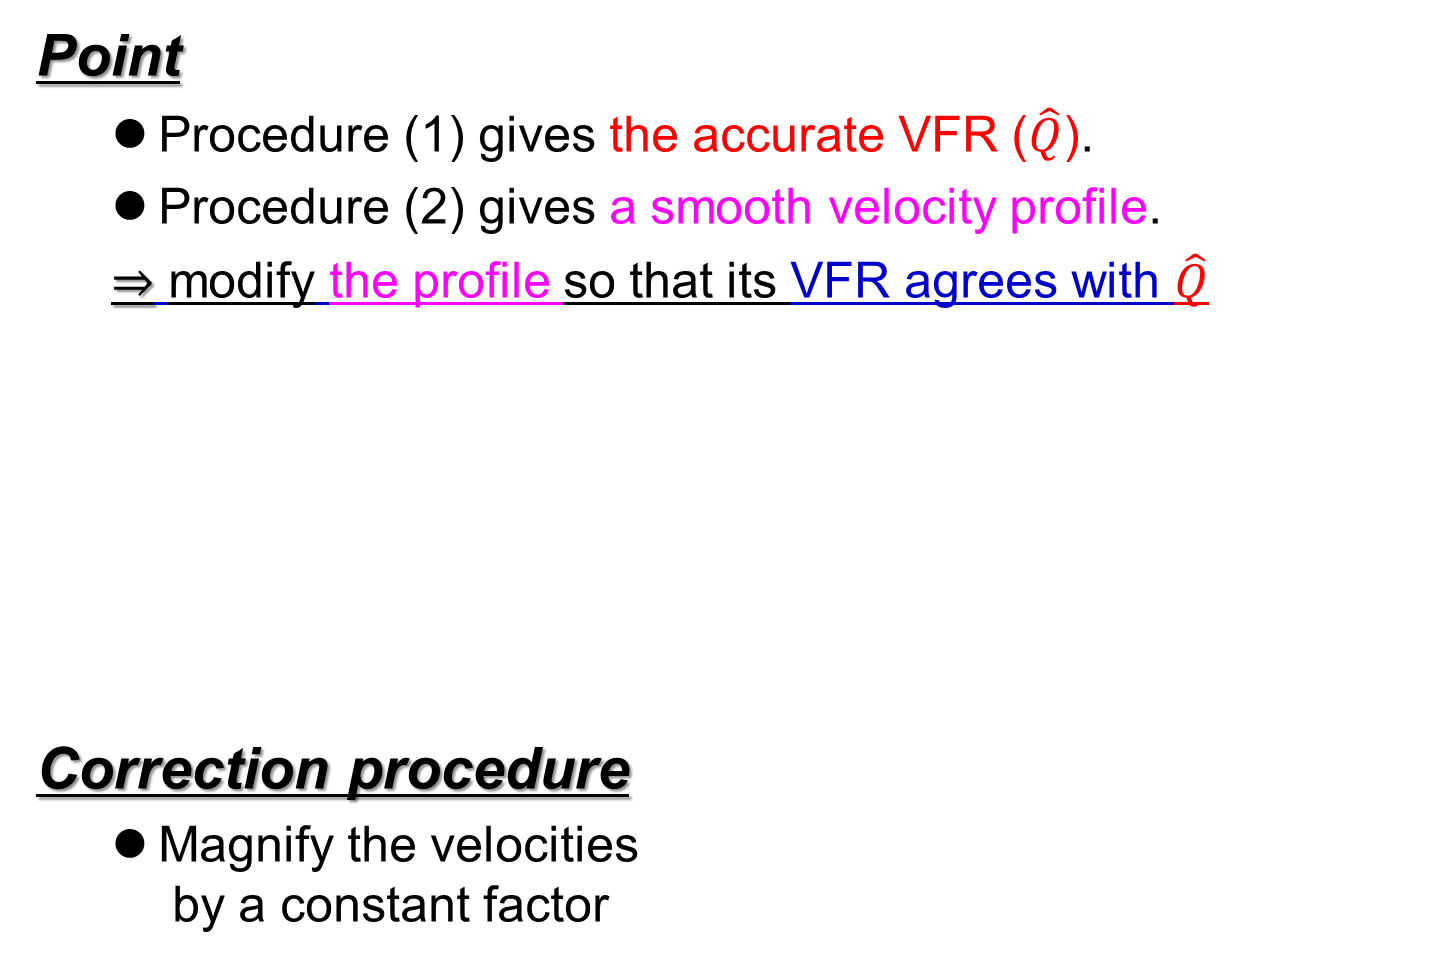 Point
● Procedure (1) gives the accurate VFR (Q̂).
● Procedure (2) gives a smooth velocity profile.
⇒ modify the profile so that its VFR agrees with Q̂
Correction procedure
● Magnify the velocities
by a constant factor